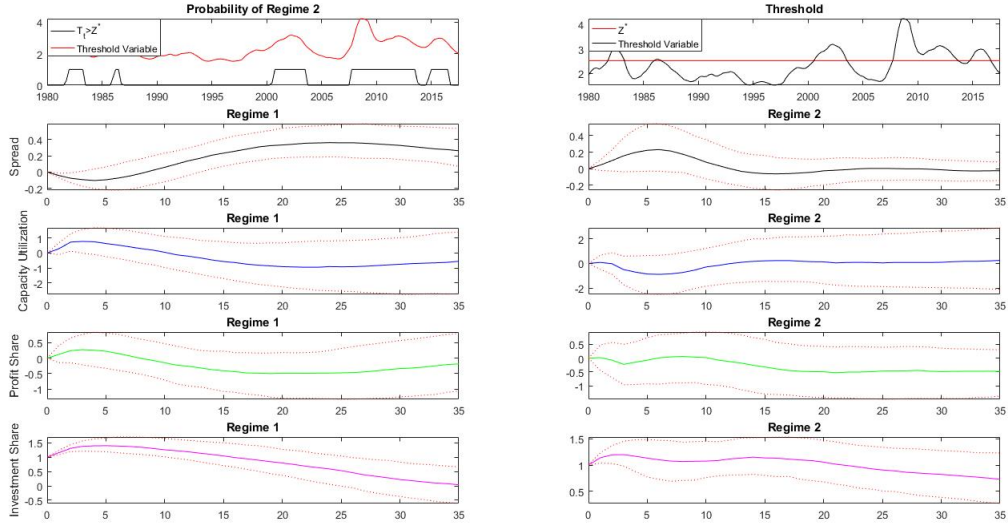 Probability of Regime 2
Threshold
4
2
0
T_t>Z*
Threshold Variable
1980 1985 1990 1995 2000 2005 2010 2015
4
3
2
Z*
Threshold Variable
1980 1985 1990 1995 2000 2005 2010 2015
Regime 1
Spread
0.4
0.2
0
-0.2
0 5 10 15 20 25 30 35
Regime 2
0.4
0.2
0
-0.2
0 5 10 15 20 25 30 35
Regime 1
Capacity Utilization
1
0
-1
-2
0 5 10 15 20 25 30 35
Regime 2
2
0
-2
0 5 10 15 20 25 30 35
Regime 1
Profit Share
0.5
0
-0.5
-1
0 5 10 15 20 25 30 35
Regime 2
0.5
0
-0.5
-1
0 5 10 15 20 25 30 35
Regime 1
Investment Share
1.5
1
0.5
0
-0.5
0 5 10 15 20 25 30 35
Regime 2
1.5
1
0.5
0 5 10 15 20 25 30 35